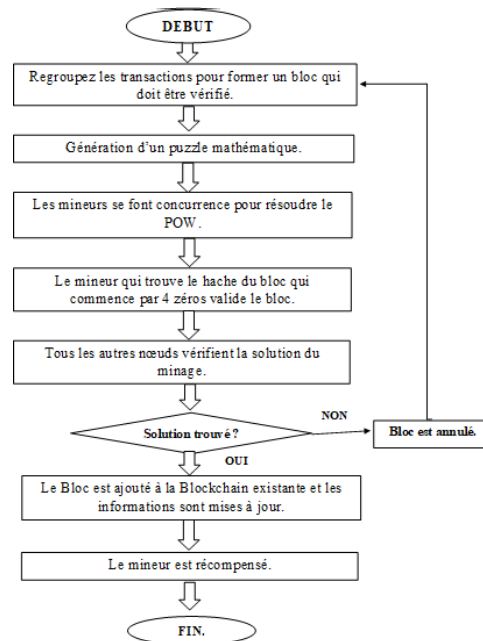 DEBUT
Regroupez les transactions pour former un bloc qui
doit être vérifié.
Génération d'un puzzle mathématique.
Les mineurs se font concurrence pour résoudre le
POW.
Le mineur qui trouve le hache du bloc qui
commence par 4 zéros valide le bloc.
Tous les autres nœuds vérifient la solution du
minage.
Solution trouvé ?
NON
Bloc est annulé.
OUI
Le Bloc est ajouté à la Blockchain existante et les
informations sont mises à jour.
Le mineur est récompensé.
FIN.